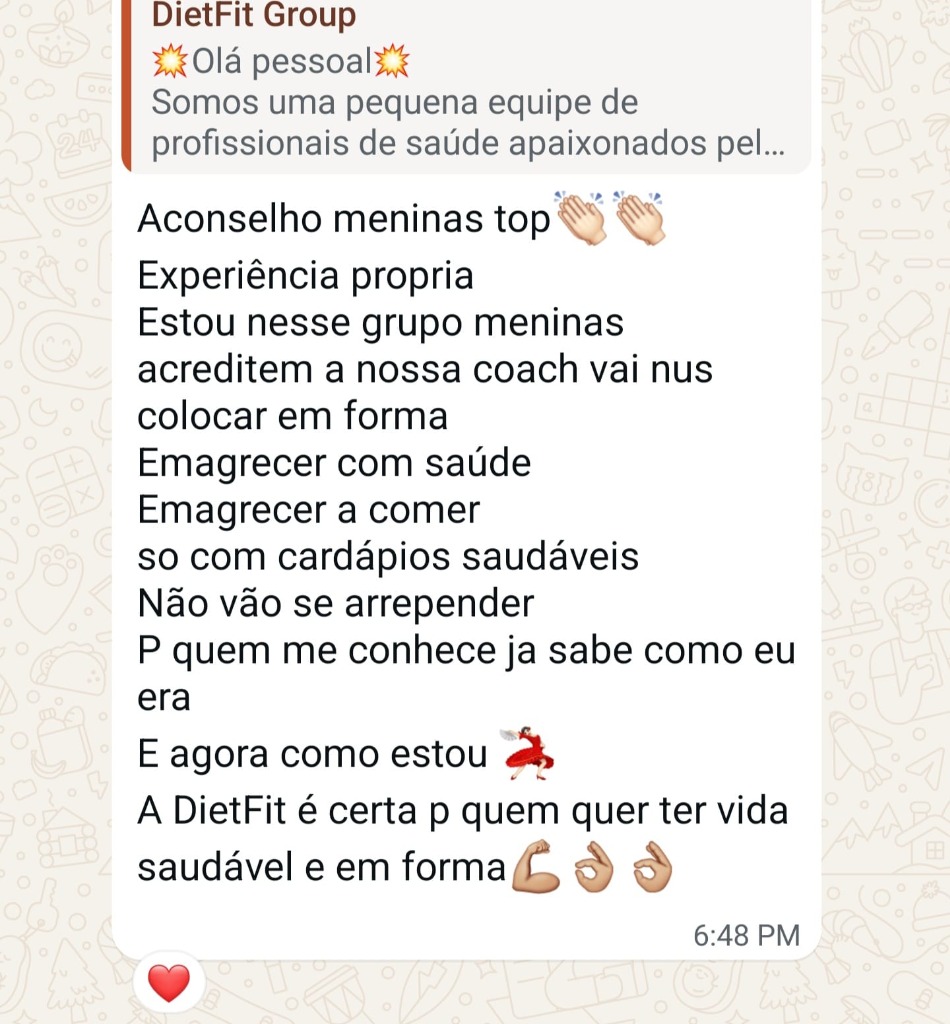 DietFit Group
💥Olá pessoal💥
Somos uma pequena equipe de
profissionais de saúde apaixonados pel...
Aconselho meninas top👏🏼👏🏼
Experiência propria
Estou nesse grupo meninas
acreditem a nossa coach vai nus
colocar em forma
Emagrecer com saúde
Emagrecer a comer
so com cardápios saudáveis
Não vão se arrepender
P quem me conhece ja sabe como eu
era
E agora como estou 💃🏻
A DietFit é certa p quem quer ter vida
saudável e em forma💪🏼👌🏼👌🏼
6:48 PM
❤️